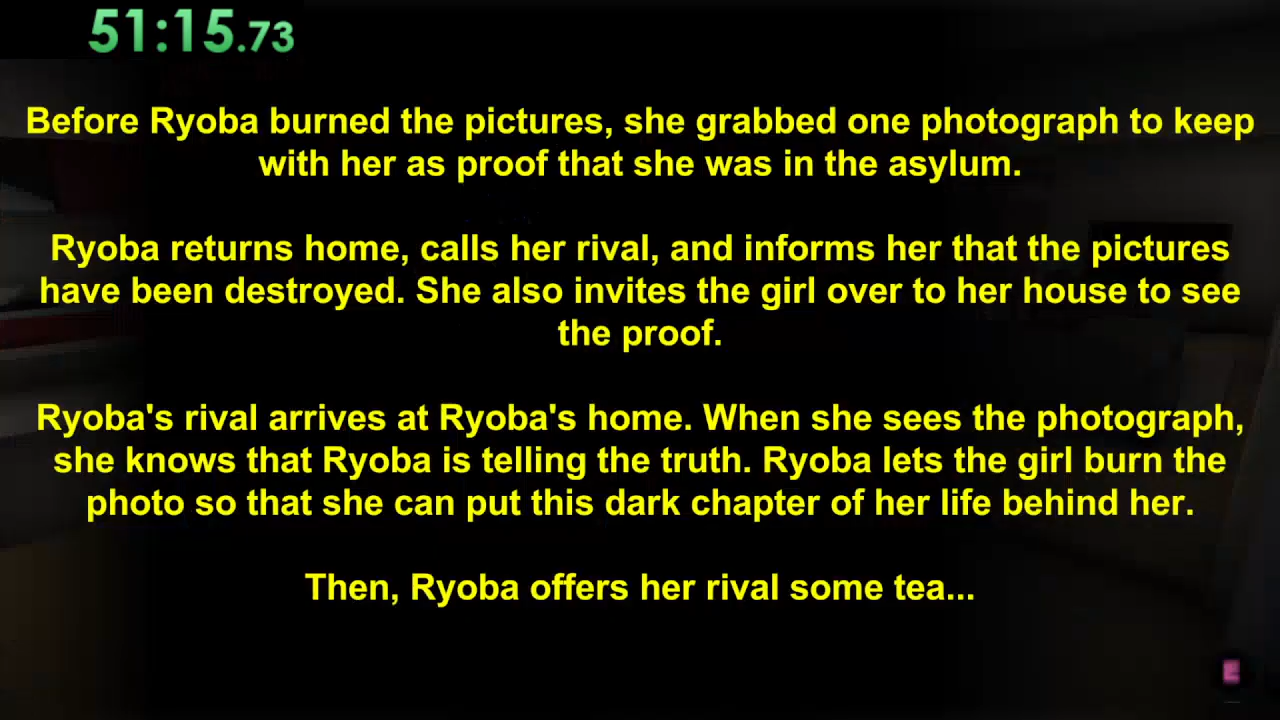 51:15.73
Before Ryoba burned the pictures, she grabbed one photograph to keep
with her as proof that she was in the asylum.
Ryoba returns home, calls her rival, and informs her that the pictures
have been destroyed. She also invites the girl over to her house to see
the proof.
Ryoba's rival arrives at Ryoba's home. When she sees the photograph,
she knows that Ryoba is telling the truth. Ryoba lets the girl burn the
photo so that she can put this dark chapter of her life behind her.
Then, Ryoba offers her rival some tea...
E